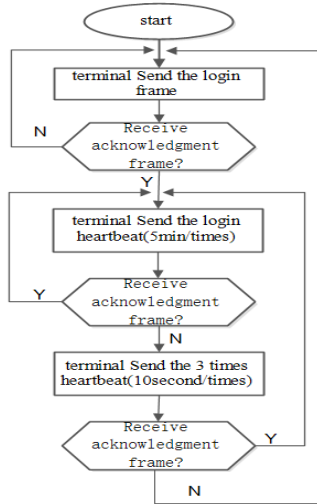 start
terminal Send the login
frame
N
Receive
acknowledgment
frame?
Y
terminal Send the login
heartbeat(5min/times)
Y
Receive
acknowledgment
frame?
N
terminal Send the 3 times
heartbeat(10second/times)
Receive
acknowledgment
frame?
Y
N